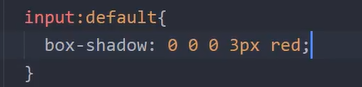 input:default{
  box-shadow: 0 0 0 3px red;
}